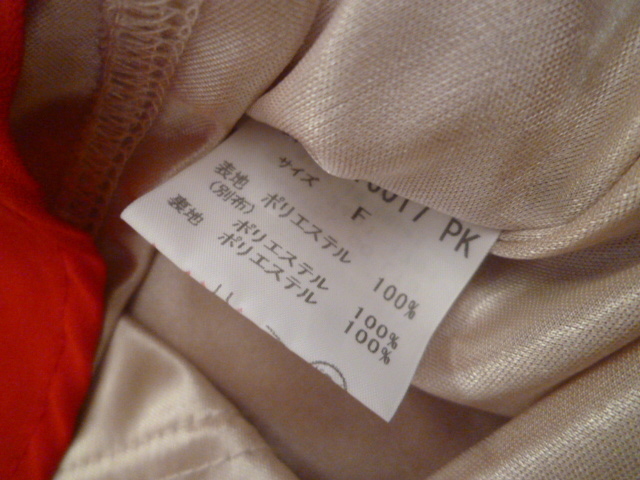 PK
サイズ F
表地 ポリエステル 100%
(別布) ポリエステル 100%
裏地 ポリエステル 100%